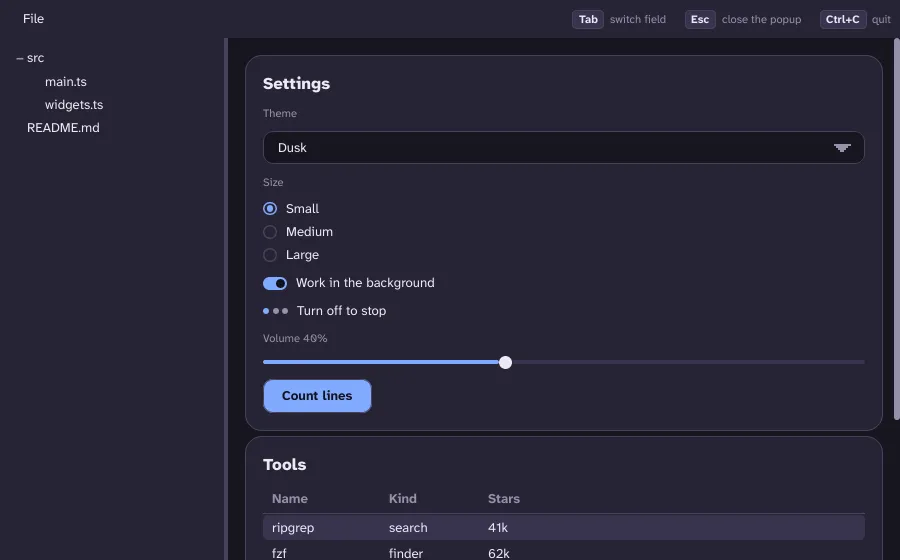 File
Tab switch field Esc close the popup Ctrl+C quit
– src
main.ts
widgets.ts
README.md
Settings
Theme
Dusk
Size
Small
Medium
Large
Work in the background
Turn off to stop
Volume 40%
Count lines
Tools
Name Kind Stars
ripgrep search 41k
fzf finder 62k